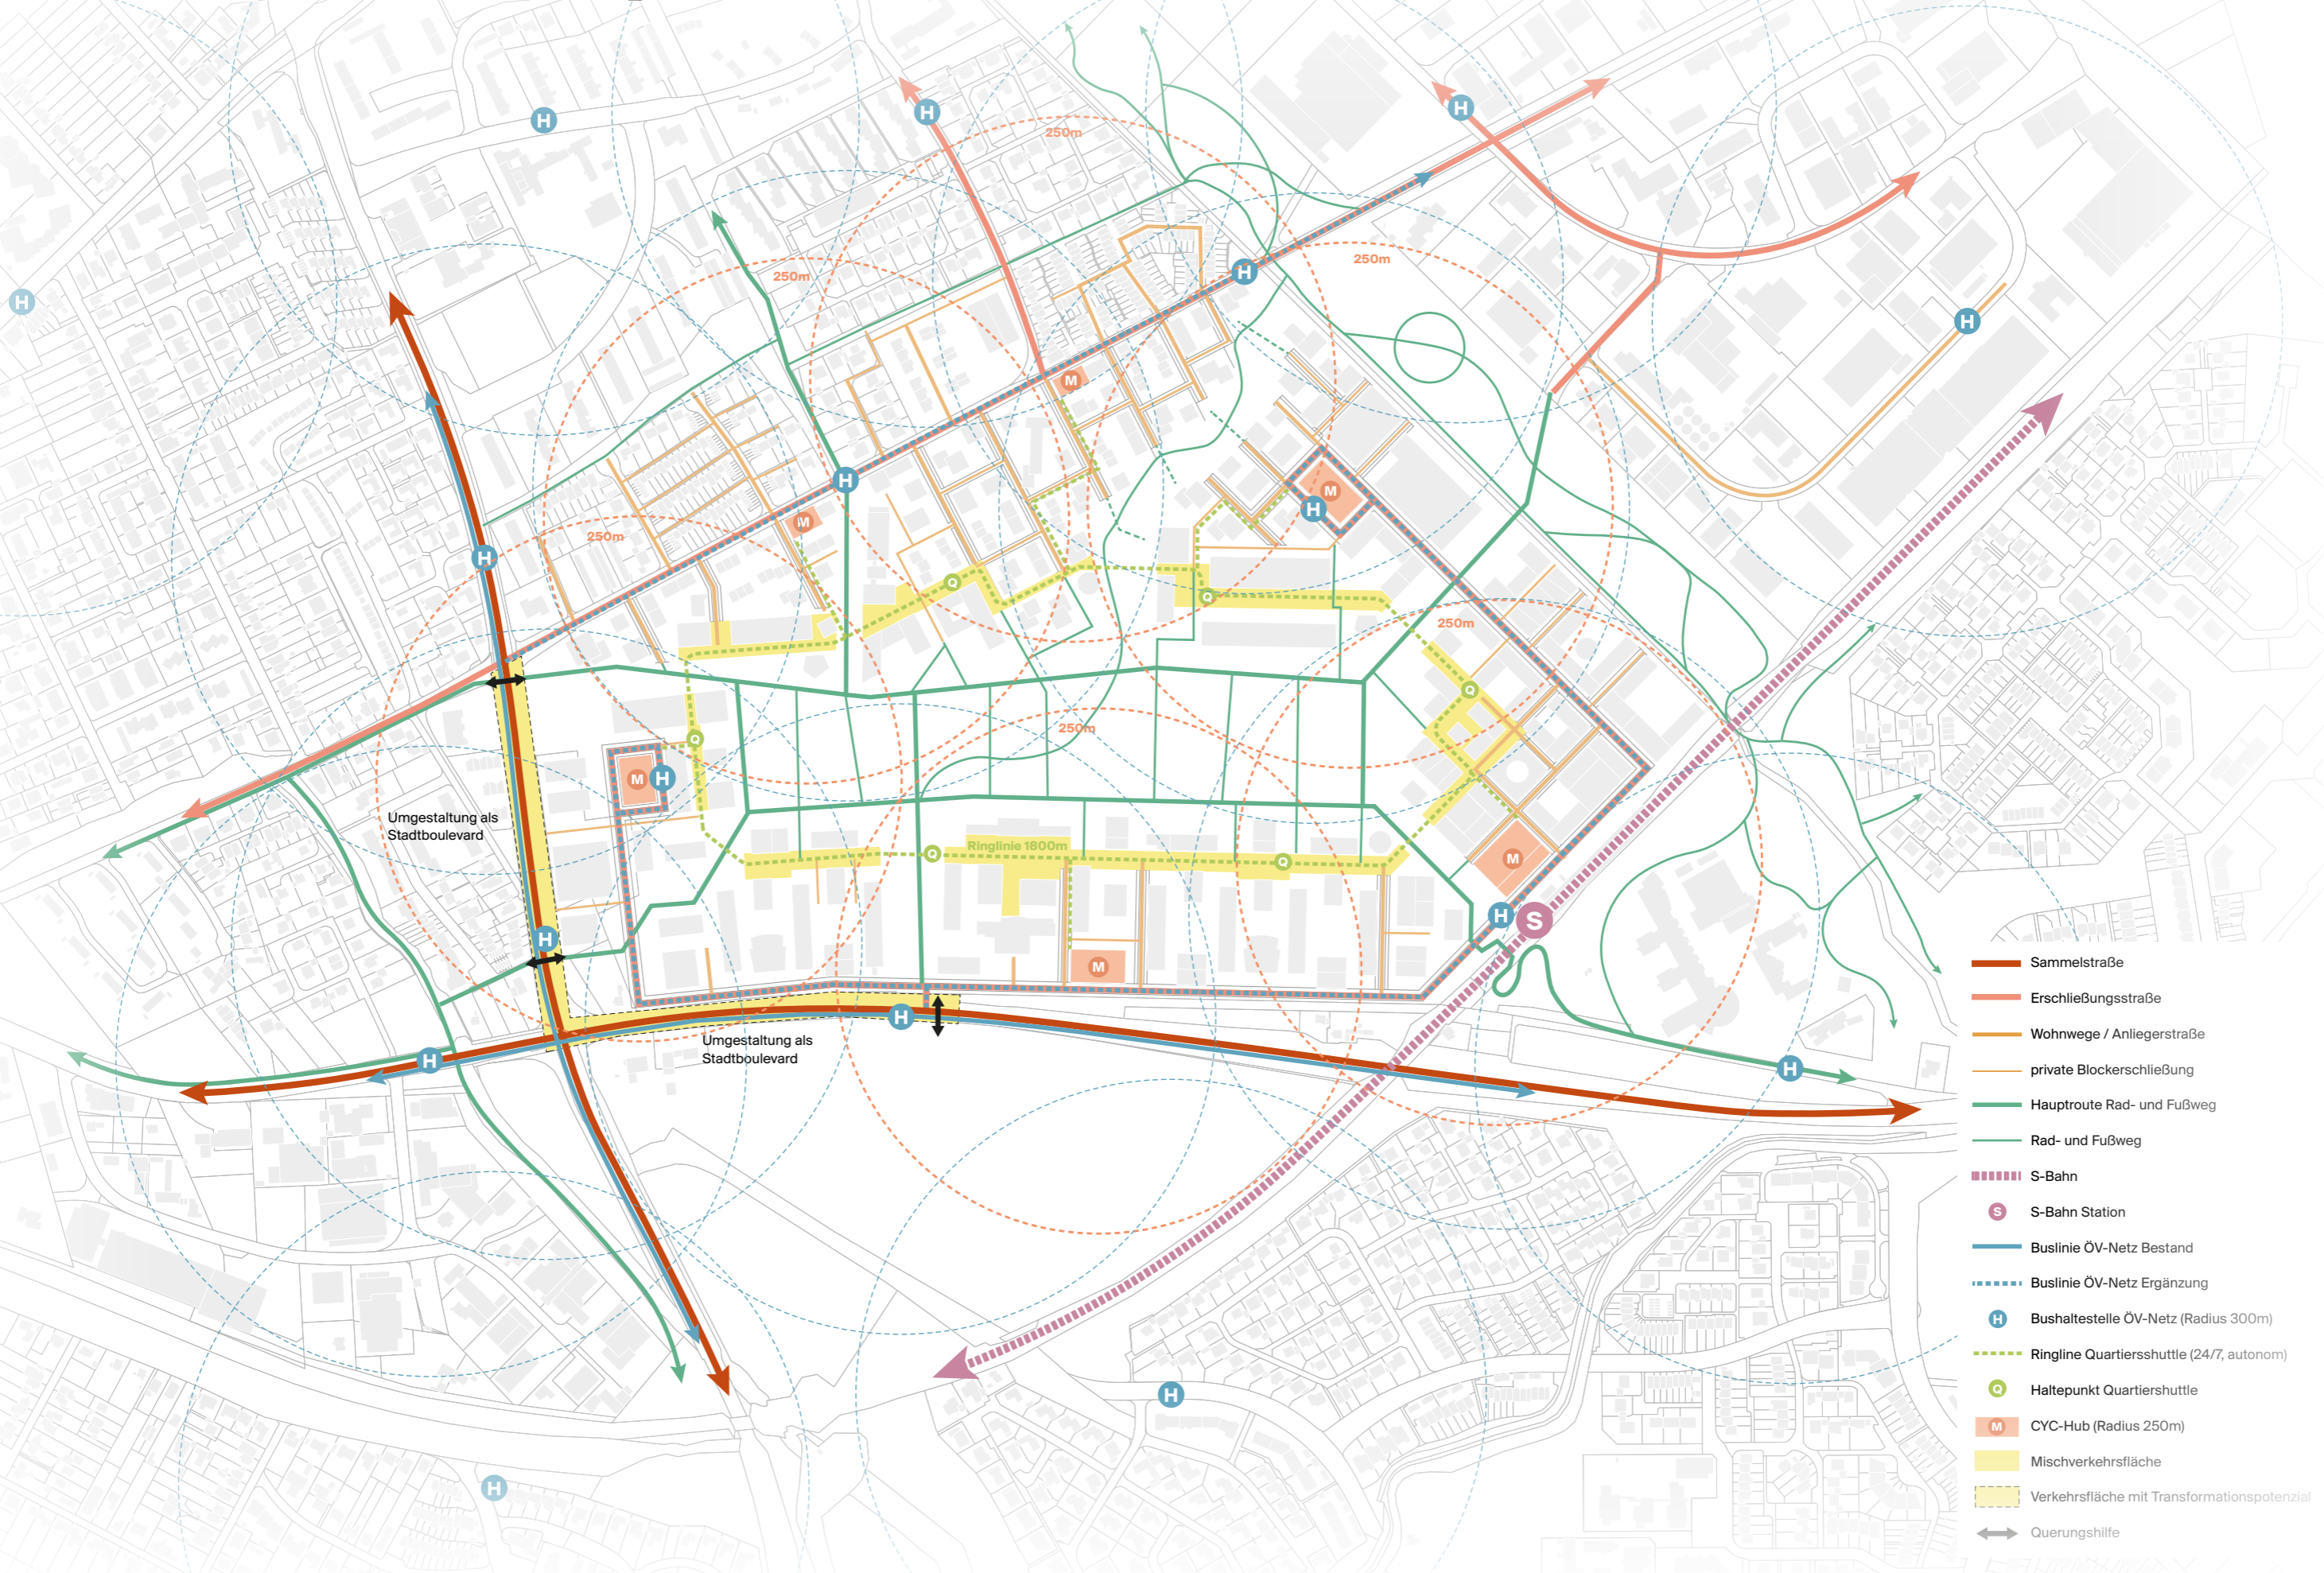 H
H
H
250m
H
250m
H
250m
H
H
H
M
H
M
H
M
250m
H
Q
Q
250m
Q
250m
Q
M
H
Umgestaltung als
Stadtboulevard
Ringlinie 1800m
Q
Q
M
H
S
H
M
H
Umgestaltung als
Stadtboulevard
H
H
H
H
Sammelstraße
Erschließungsstraße
Wohnwege / Anliegerstraße
private Blockerschließung
Hauptroute Rad- und Fußweg
Rad- und Fußweg
S-Bahn
S
S-Bahn Station
Buslinie ÖV-Netz Bestand
Buslinie ÖV-Netz Ergänzung
H
Bushaltestelle ÖV-Netz (Radius 300m)
Ringline Quartiersshuttle (24/7, autonom)
Q
Haltepunkt Quartiershuttle
M
CYC-Hub (Radius 250m)
Mischverkehrsfläche
Verkehrsfläche mit Transformationspotenzial
Querungshilfe